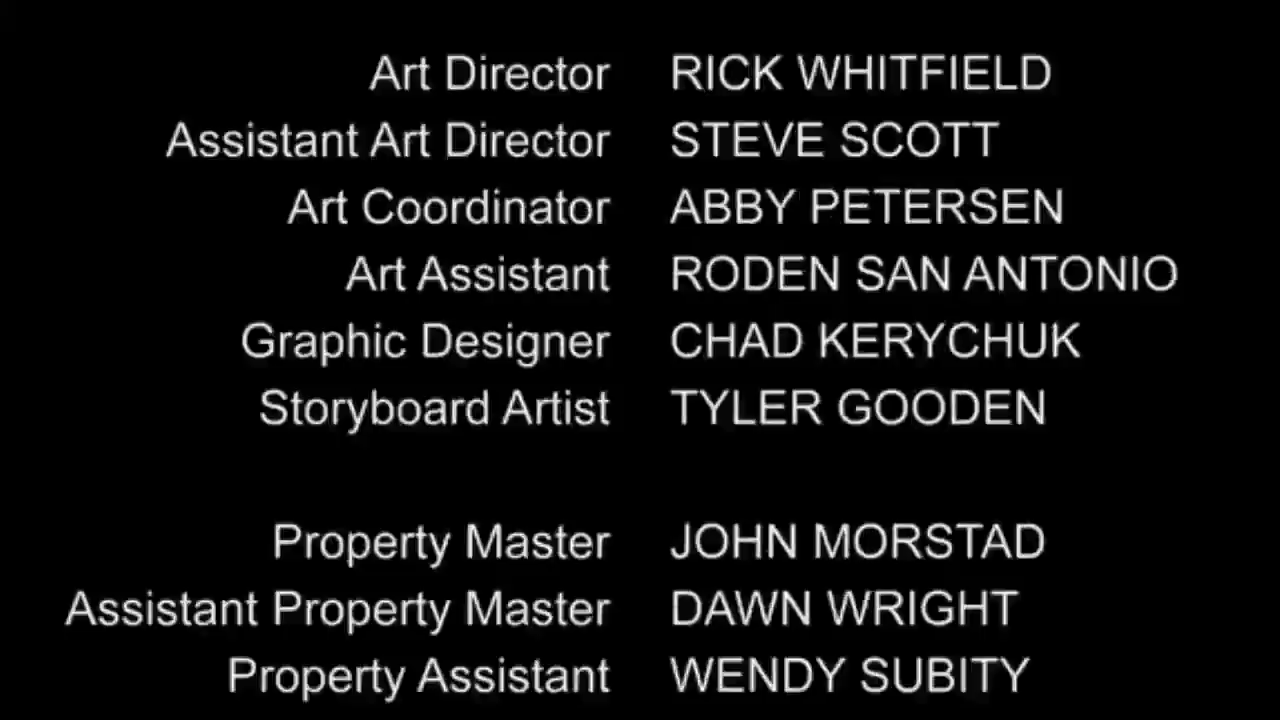 Art Director RICK WHITFIELD
Assistant Art Director STEVE SCOTT
Art Coordinator ABBY PETERSEN
Art Assistant RODEN SAN ANTONIO
Graphic Designer CHAD KERYCHUK
Storyboard Artist TYLER GOODEN
Property Master JOHN MORSTAD
Assistant Property Master DAWN WRIGHT
Property Assistant WENDY SUBITY